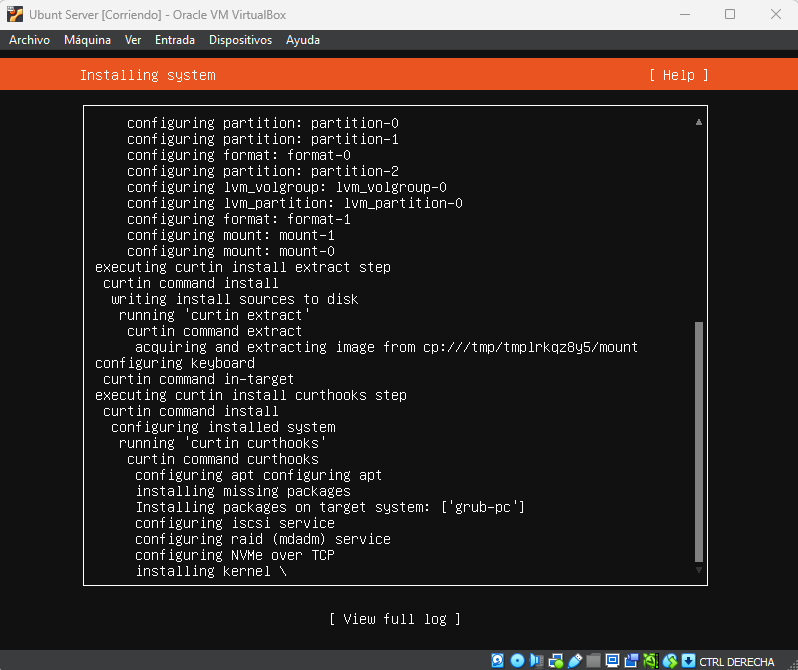 Ubunt Server [Corriendo] - Oracle VM VirtualBox
Archivo Máquina Ver Entrada Dispositivos Ayuda
Installing system [ Help ]
configuring partition: partition-0
configuring partition: partition-1
configuring format: format-0
configuring partition: partition-2
configuring lvm_volgroup: lvm_volgroup-0
configuring lvm_partition: lvm_partition-0
configuring format: format-1
configuring mount: mount-1
configuring mount: mount-0
executing curtin install extract step
curtin command install
writing install sources to disk
running 'curtin extract'
curtin command extract
acquiring and extracting image from cp:///tmp/tmplrkqz8y5/mount
configuring keyboard
curtin command in-target
executing curtin install curthooks step
curtin command install
configuring installed system
running 'curtin curthooks'
curtin command curthooks
configuring apt configuring apt
installing missing packages
Installing packages on target system: ['grub-pc']
configuring iscsi service
configuring raid (mdadm) service
configuring NVMe over TCP
installing kernel \
[ View full log ]
CTRL DERECHA